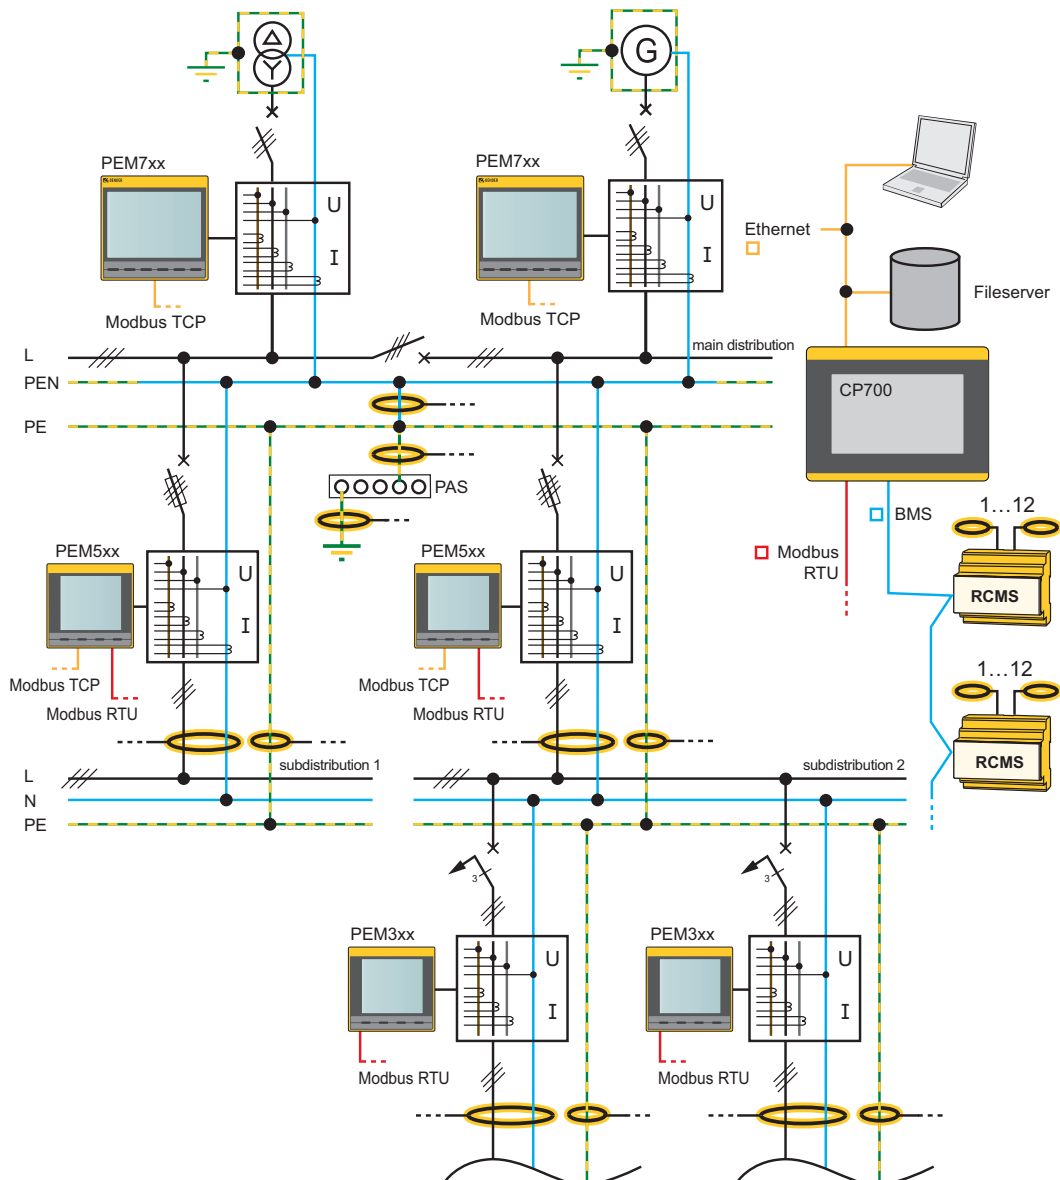 G
PEM7xx
PEM7xx
BENDER
BENDER
U
I
U
I
Ethernet
Fileserver
Modbus TCP
Modbus TCP
L
main distribution
PEN
CP700
PE
PAS
BMS
1...12
Modbus
RTU
RCMS
PEM5xx
PEM5xx
U
I
U
I
Modbus TCP
Modbus RTU
Modbus TCP
Modbus RTU
1...12
RCMS
L
subdistribution 1
subdistribution 2
N
PE
3
3
PEM3xx
PEM3xx
U
I
U
I
Modbus RTU
Modbus RTU